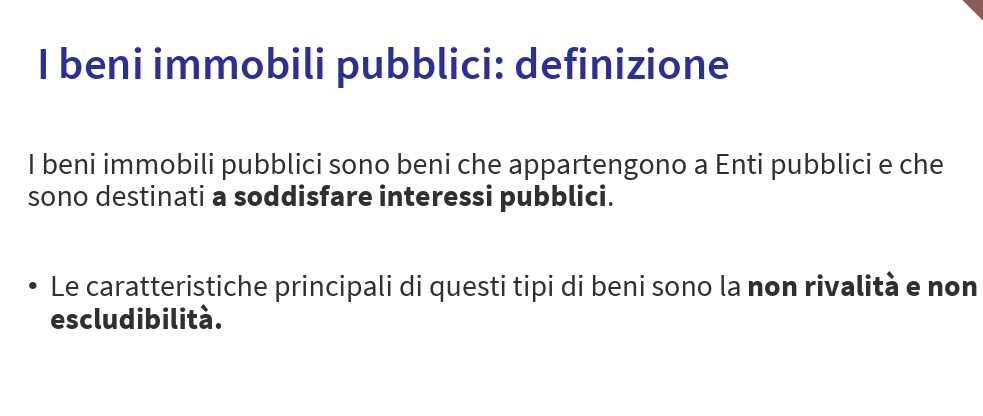 I beni immobili pubblici: definizione
I beni immobili pubblici sono beni che appartengono a Enti pubblici e che
sono destinati a soddisfare interessi pubblici.
• Le caratteristiche principali di questi tipi di beni sono la non rivalità e non
escludibilità.